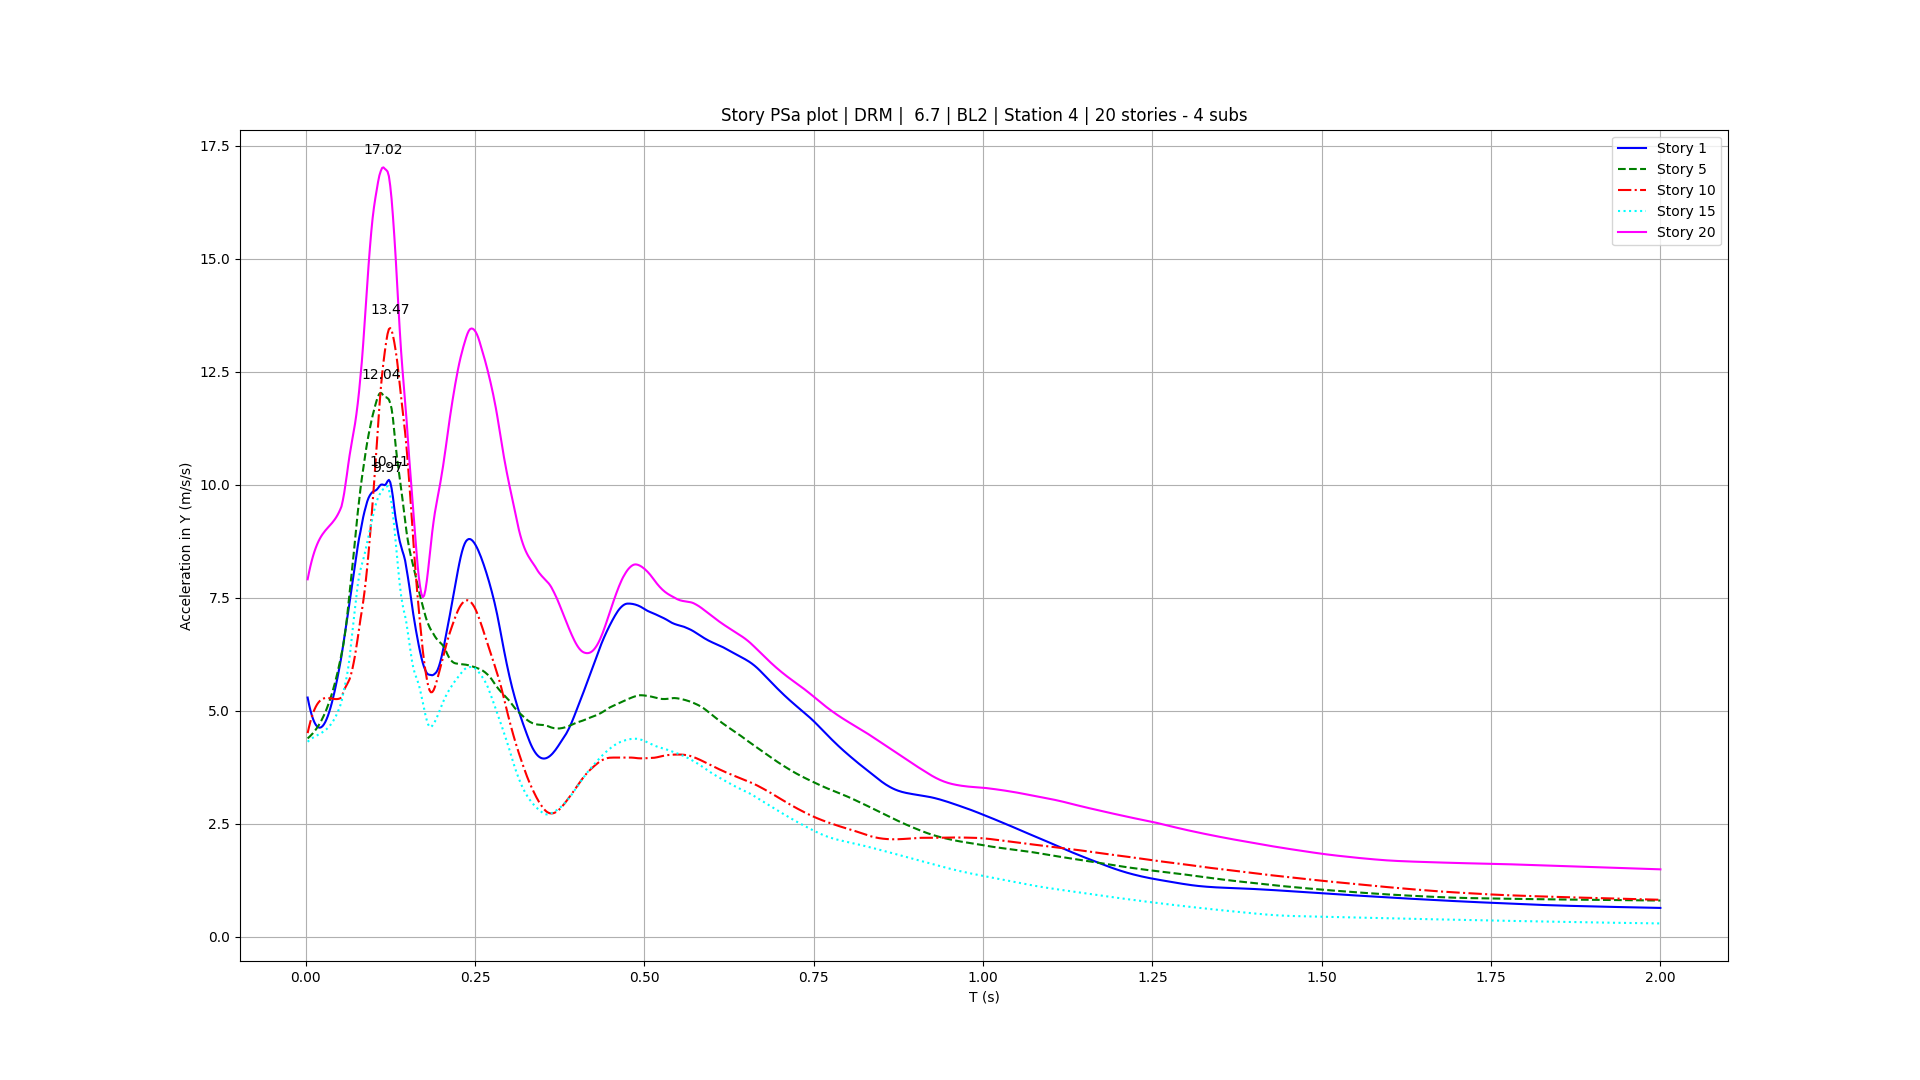 Story PSa plot | DRM |  6.7 | BL2 | Station 4 | 20 stories - 4 subs
17.5
15.0
12.5
10.0
7.5
5.0
2.5
0.0
Acceleration in Y (m/s/s)
17.02
13.47
12.04
10.11
9.97
Story 1
Story 5
Story 10
Story 15
Story 20
0.00
0.25
0.50
0.75
1.00
1.25
1.50
1.75
2.00
T (s)